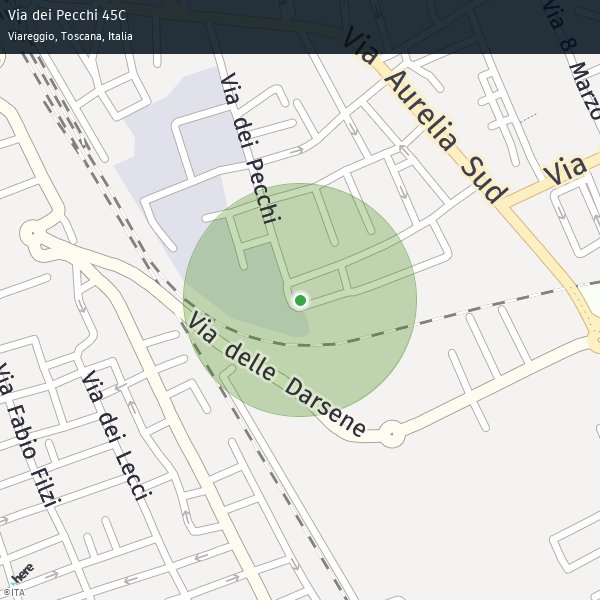 Via dei Pecchi 45C
Viareggio, Toscana, Italia
Via Aurelia Sud
Via 8 Marzo
Via dei Pecchi
Via
Via delle Darsene
Via dei Lecci
Via Fabio Filzi
here
©ITA